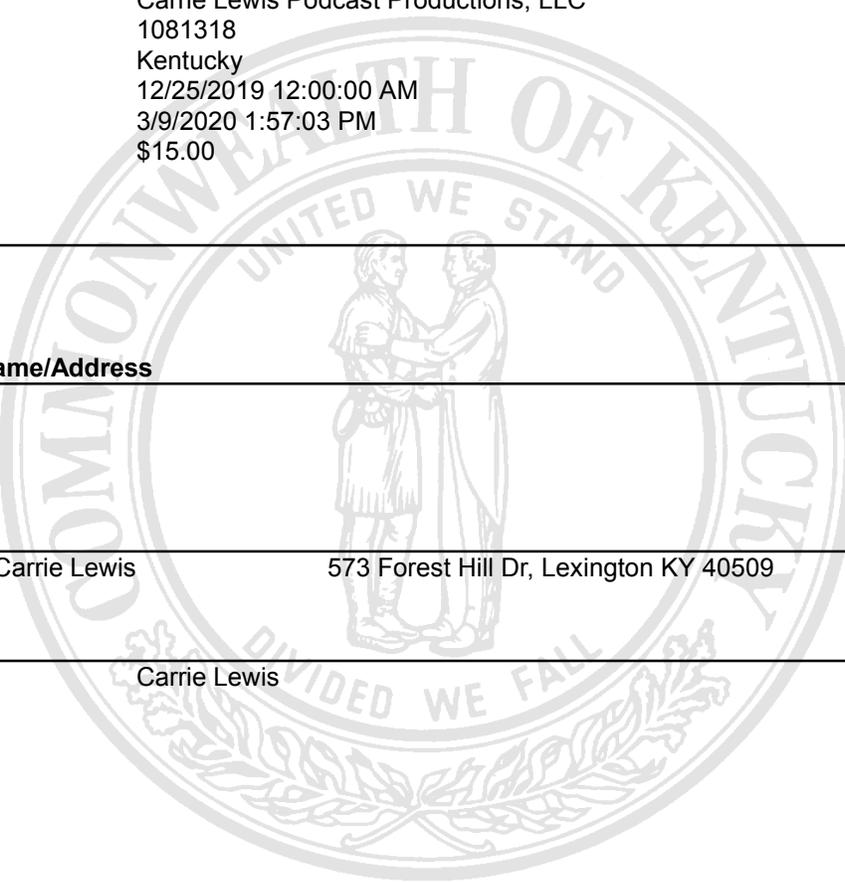 Carrie Lewis Podcast Productions, LLC
1081318
Kentucky
12/25/2019 12:00:00 AM
3/9/2020 1:57:03 PM
$15.00
COMMONWEALTH OF KENTUCKY
UNITED WE STAND
ame/Address
Carrie Lewis 573 Forest Hill Dr, Lexington KY 40509
Carrie Lewis
DIVIDED WE FALL